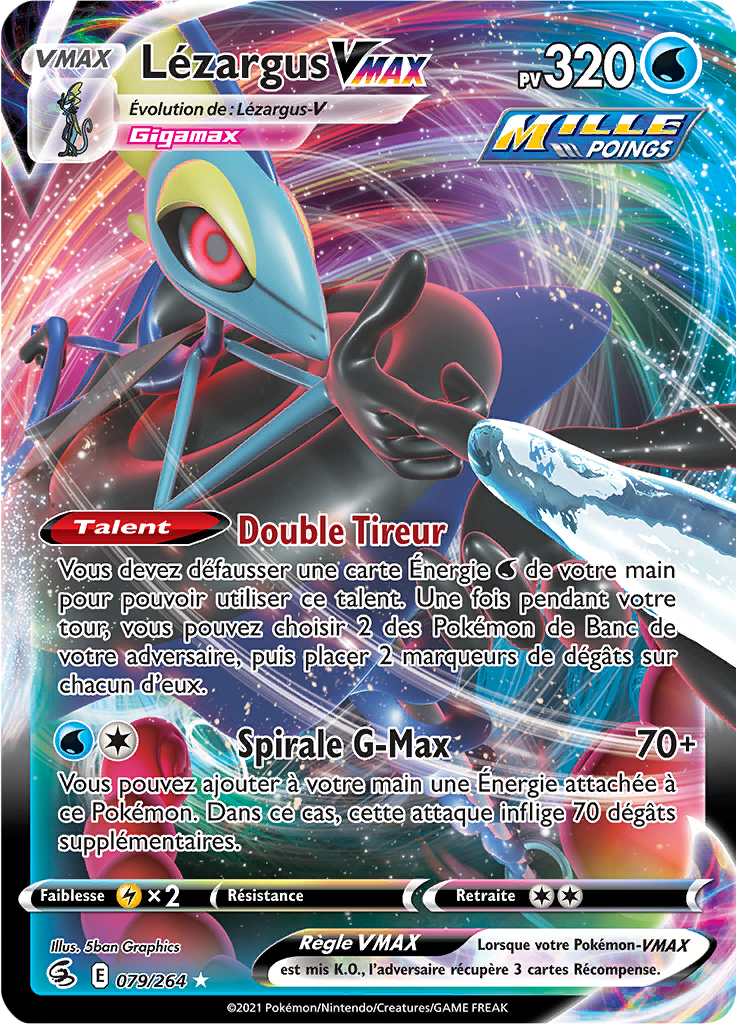 VMAX
Lézargus VMAX
PV 320
Évolution de : Lézargus-V
Gigamax
MILLE
POINGS
Talent Double Tireur
Vous devez défausser une carte Énergie de votre main
pour pouvoir utiliser ce talent. Une fois pendant votre
tour, vous pouvez choisir 2 des Pokémon de Banc de
votre adversaire, puis placer 2 marqueurs de dégâts sur
chacun d'eux.
Spirale G-Max 70+
Vous pouvez ajouter à votre main une Énergie attachée à
ce Pokémon. Dans ce cas, cette attaque inflige 70 dégâts
supplémentaires.
Faiblesse ×2 Résistance Retraite
Illus. 5ban Graphics
E 079/264 ★
Règle VMAX Lorsque votre Pokémon-VMAX
est mis K.O., l'adversaire récupère 3 cartes Récompense.
©2021 Pokémon/Nintendo/Creatures/GAME FREAK